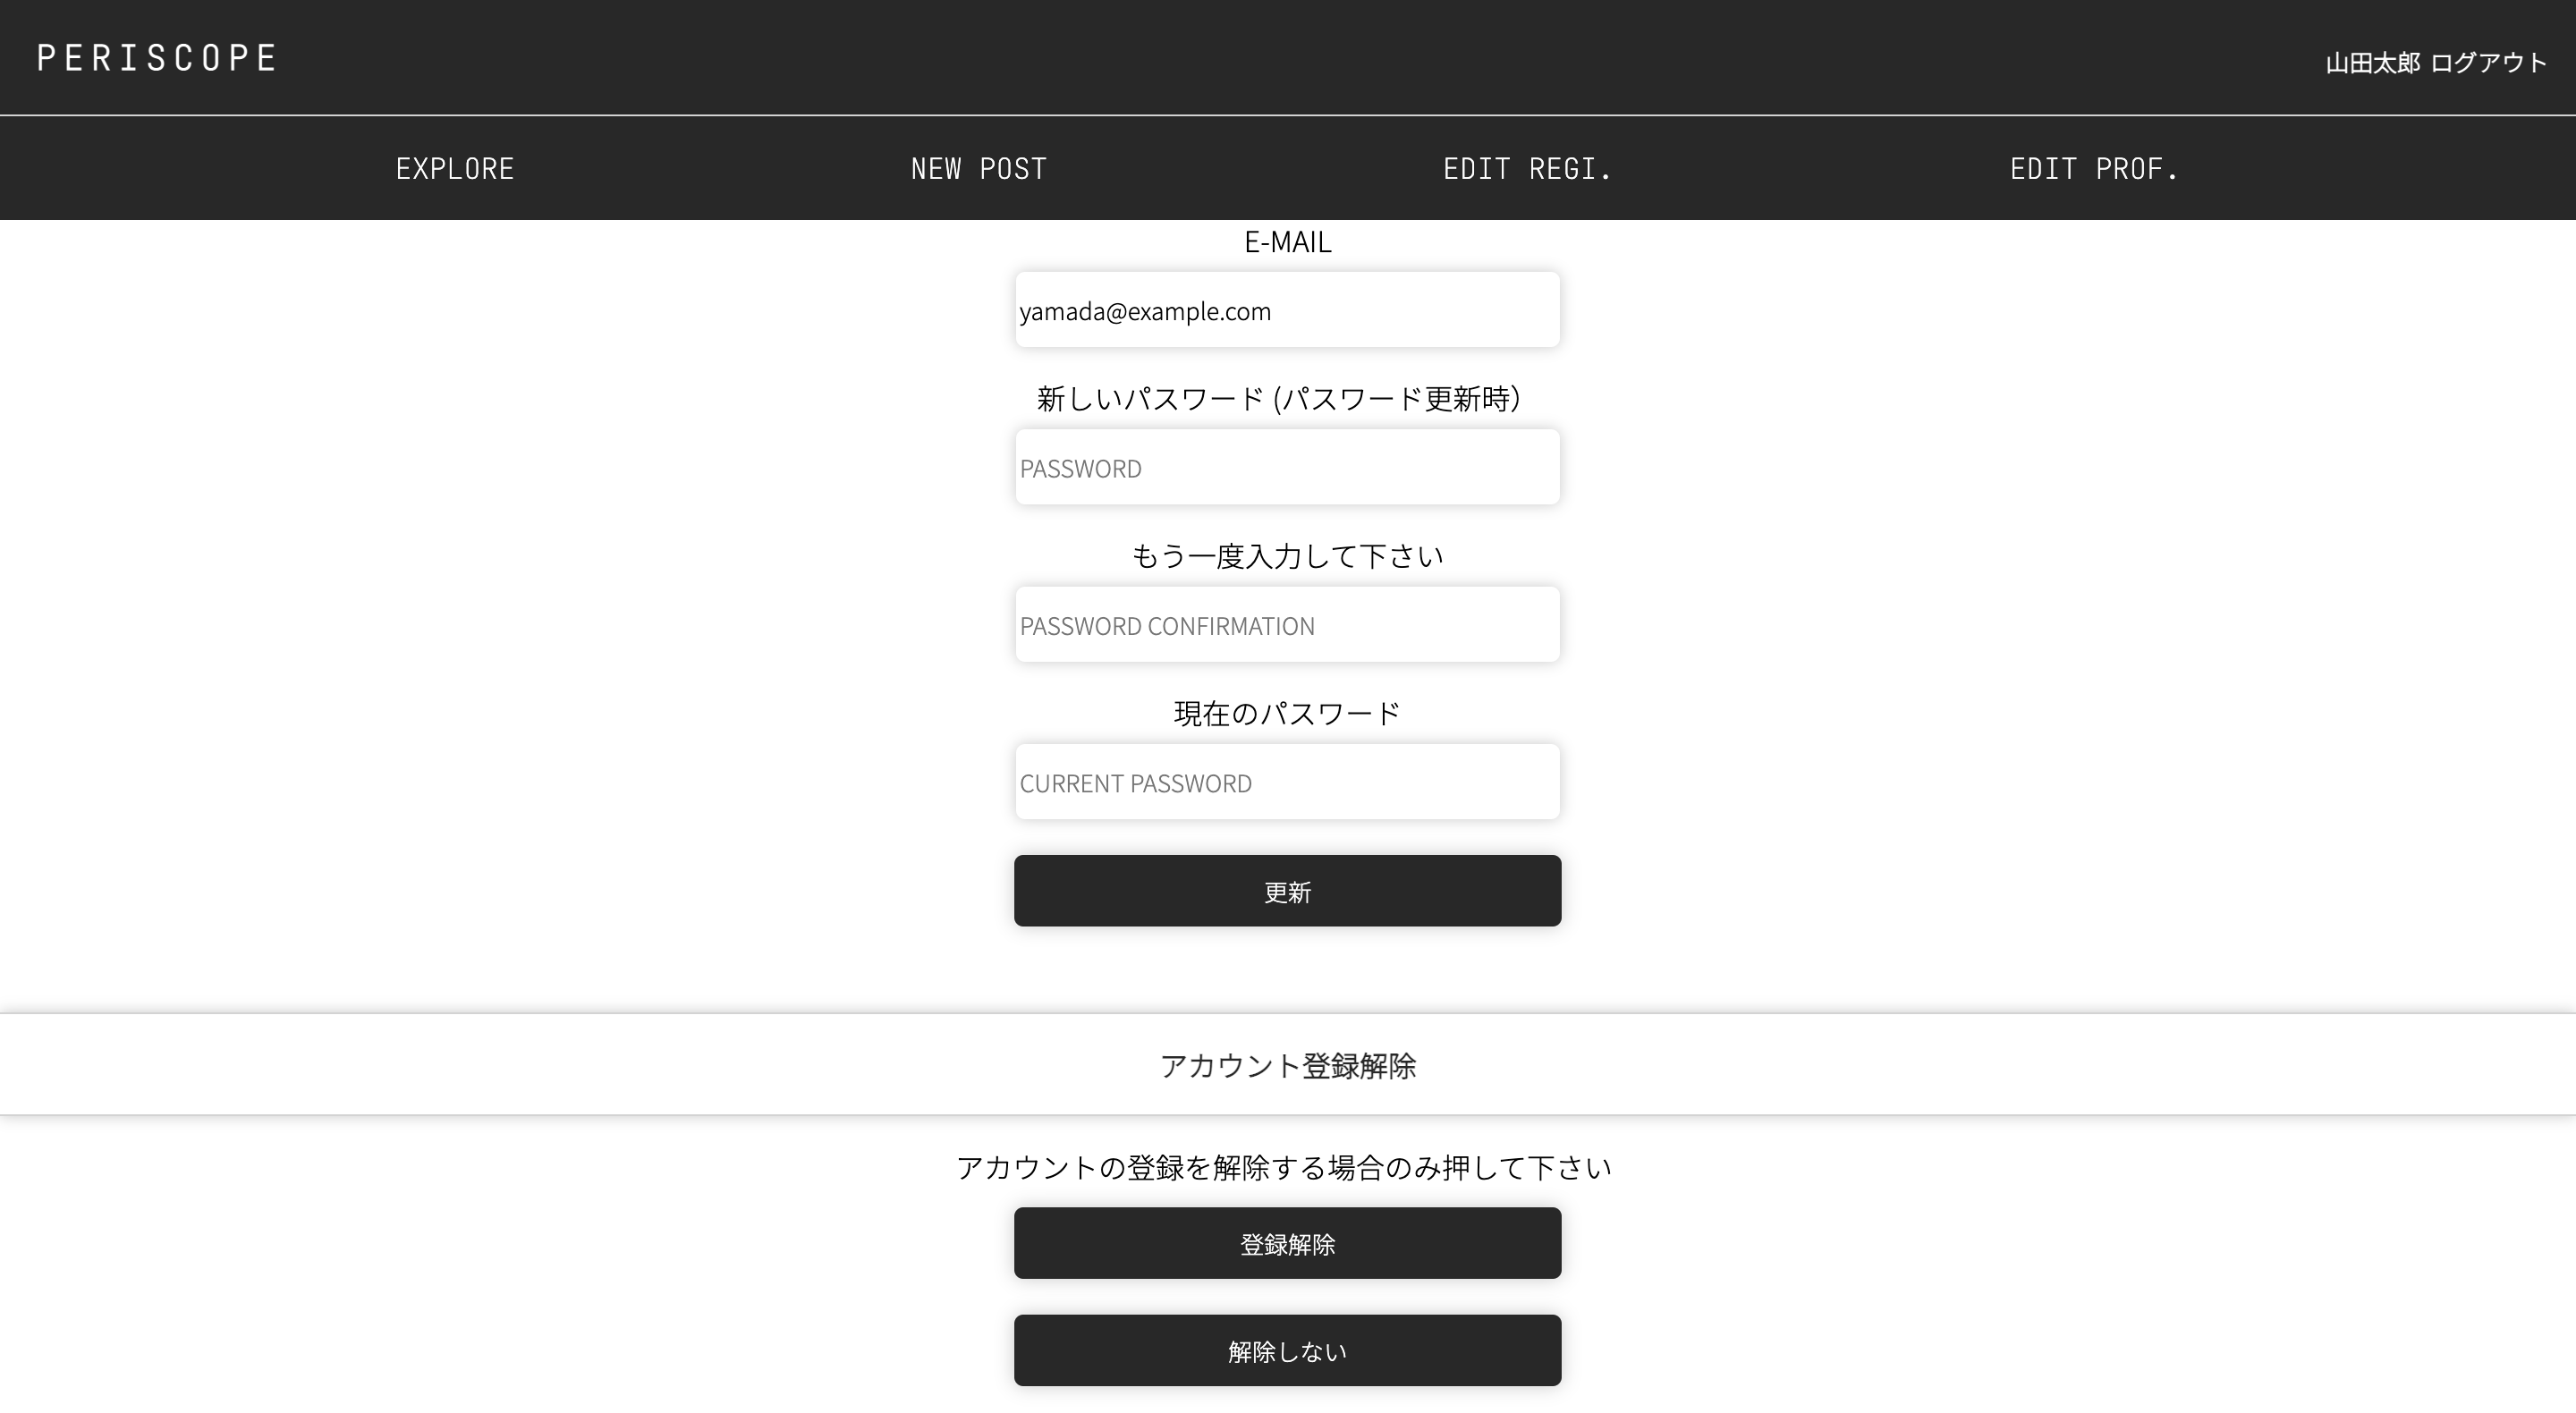 PERISCOPE
山田太郎 ログアウト
EXPLORE NEW POST EDIT REGI. EDIT PROF.
E-MAIL
yamada@example.com
新しいパスワード (パスワード更新時）
PASSWORD
もう一度入力して下さい
PASSWORD CONFIRMATION
現在のパスワード
CURRENT PASSWORD
更新
アカウント登録解除
アカウントの登録を解除する場合のみ押して下さい
登録解除
解除しない